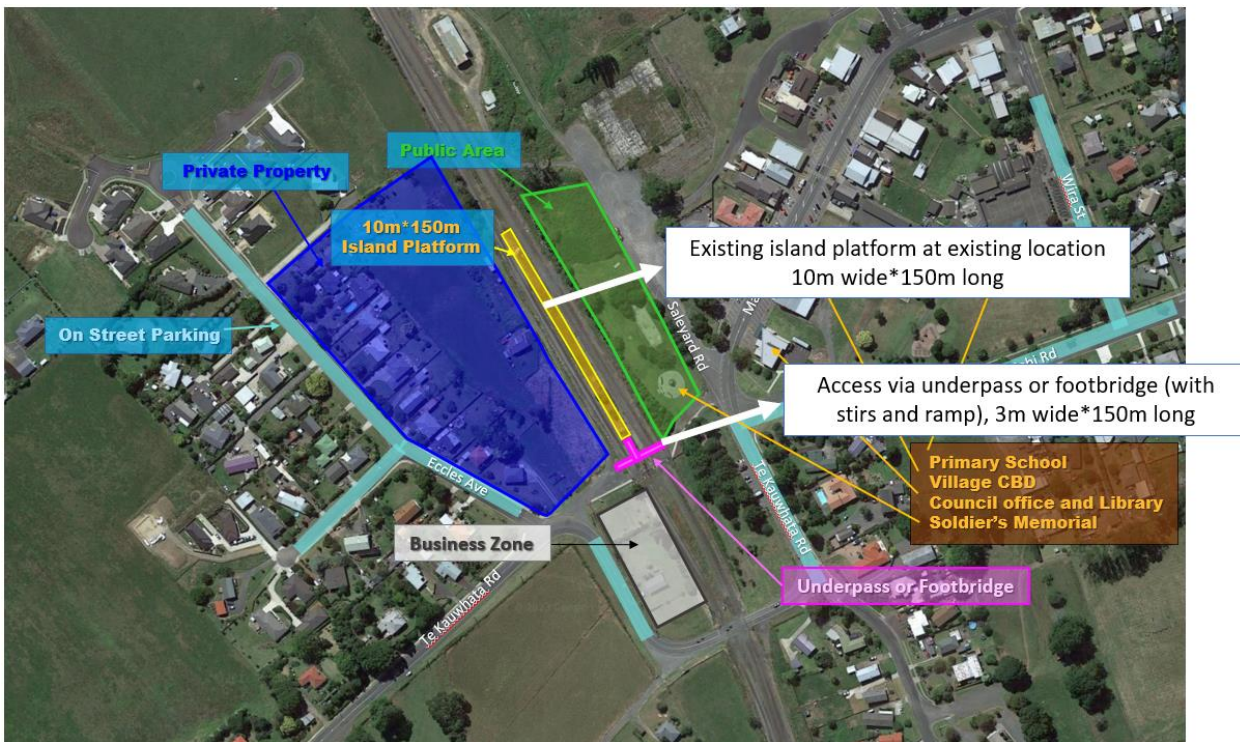 Public Area
Private Property
10m*150m
Island Platform
Existing island platform at existing location
10m wide*150m long
Wira St
On Street Parking
Saleyard Rd
Access via underpass or footbridge (with
stirs and ramp), 3m wide*150m long
Primary School
Village CBD
Council office and Library
Soldier's Memorial
Eccles Ave
Te Kauwhata Rd
Business Zone
Underpass or Footbridge
Te Kauwhata Rd